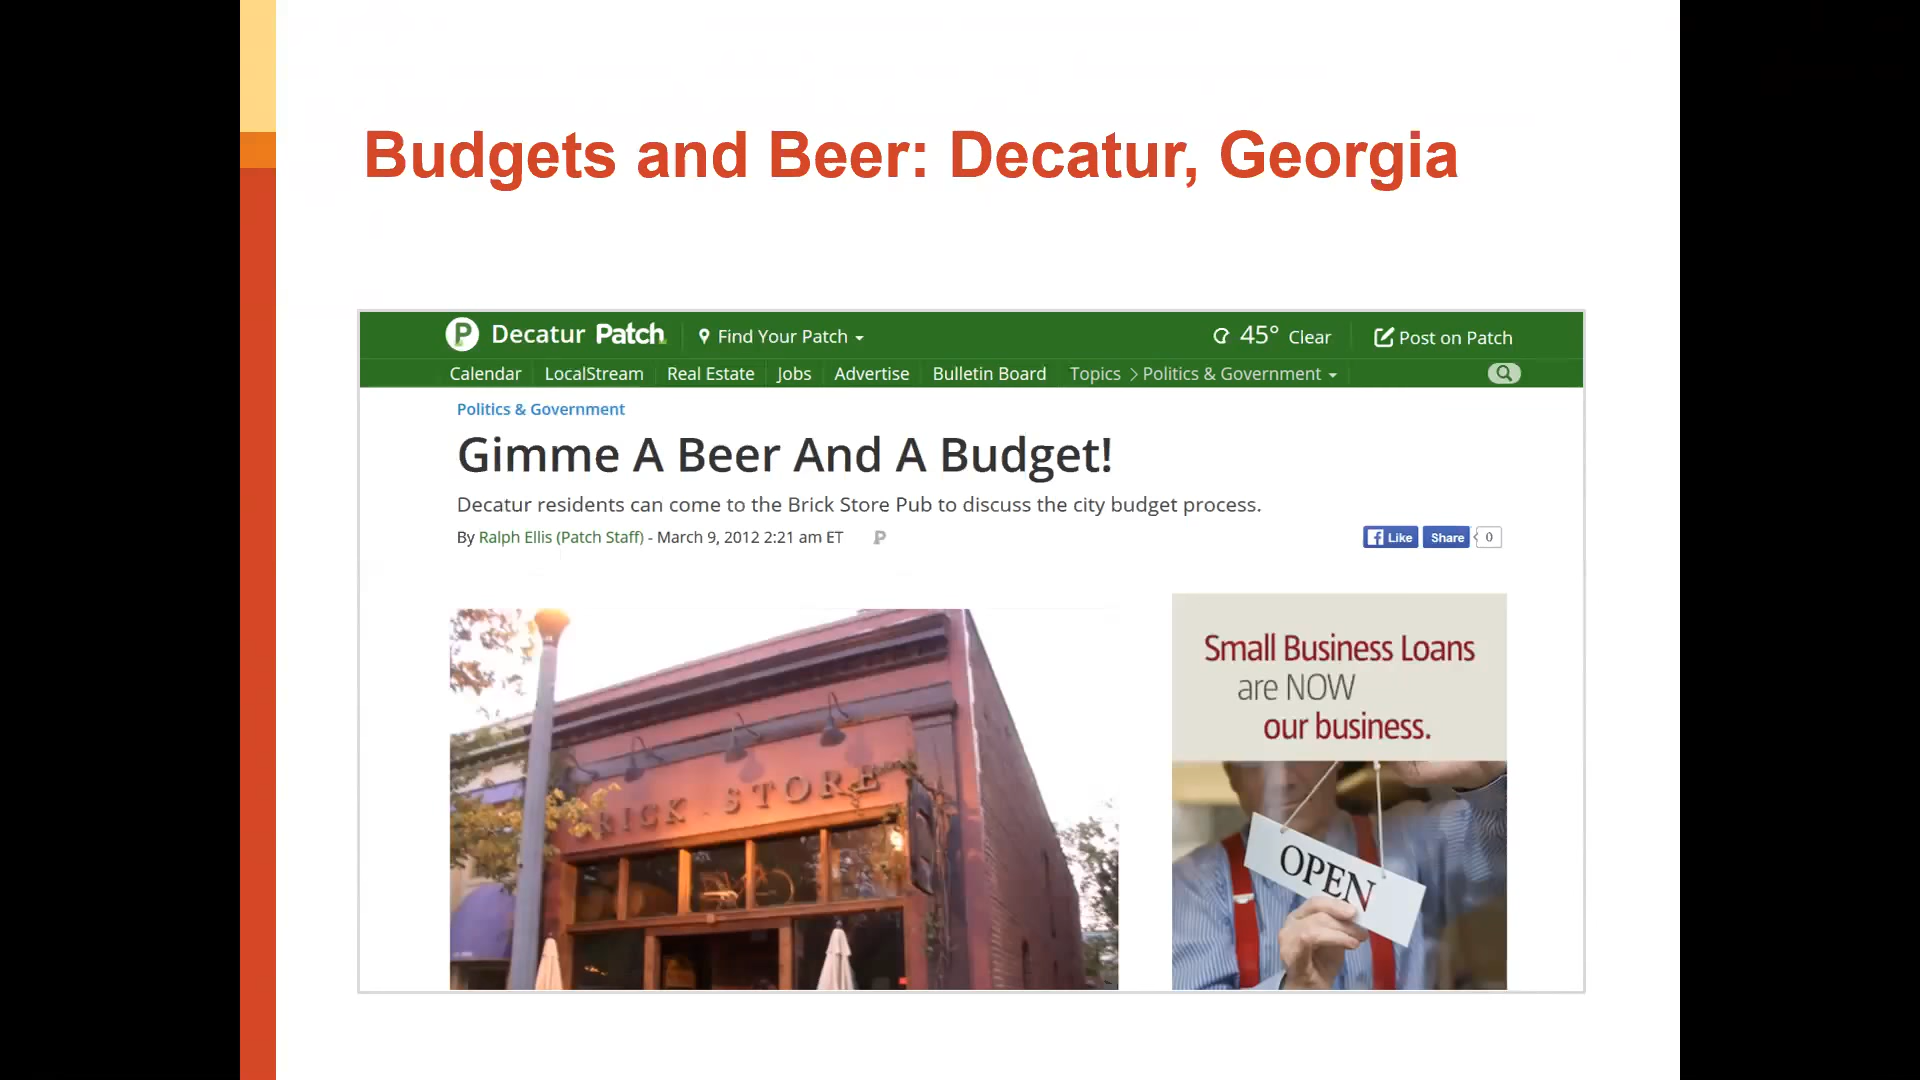 Budgets and Beer: Decatur, Georgia
P Decatur Patch Find Your Patch 45° Clear Post on Patch
Calendar LocalStream Real Estate Jobs Advertise Bulletin Board Topics > Politics & Government
Politics & Government
Gimme A Beer And A Budget!
Decatur residents can come to the Brick Store Pub to discuss the city budget process.
By Ralph Ellis (Patch Staff) - March 9, 2012 2:21 am ET P
Like Share 0
BRICK STORE
Small Business Loans
are NOW
our business.
OPEN